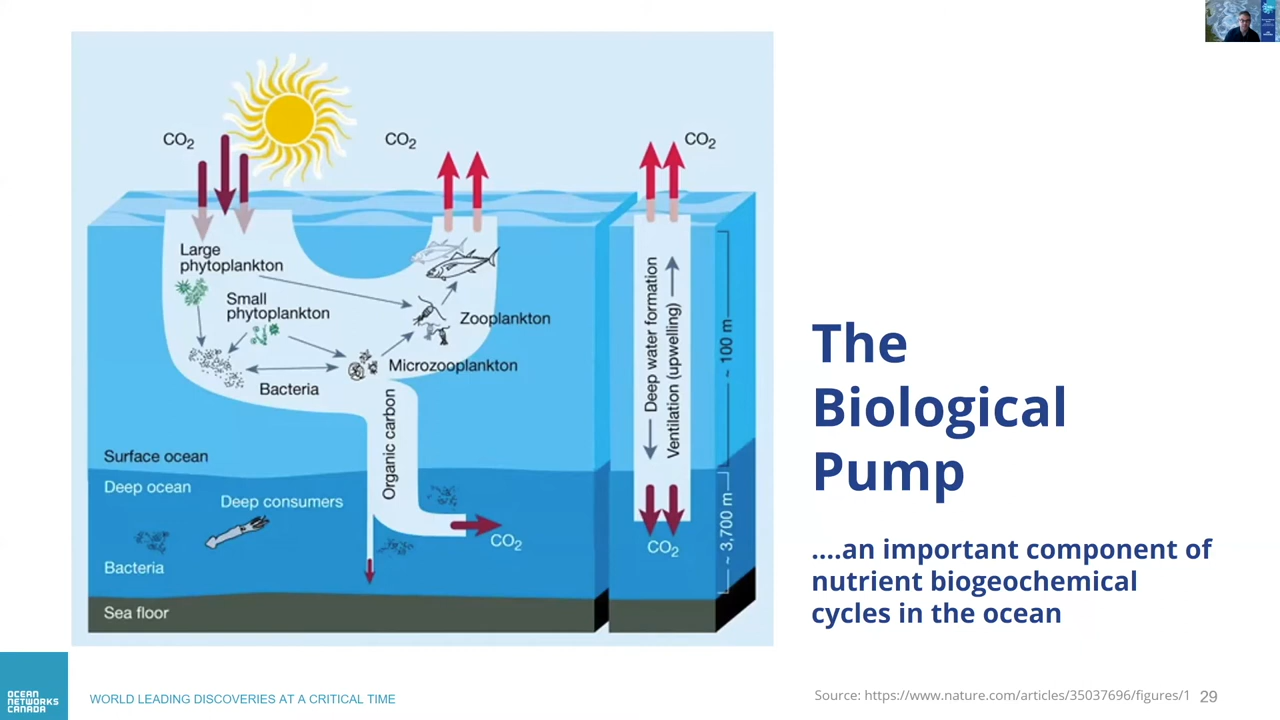 CO₂
CO₂
CO₂
Large
phytoplankton
Small
phytoplankton
Zooplankton
Microzooplankton
Bacteria
Organic carbon
Surface ocean
Deep ocean
Deep consumers
CO₂
Bacteria
Sea floor
Deep water formation
Ventilation (upwelling)
CO₂
~ 100 m
~ 3,700 m
The
Biological
Pump
....an important component of
nutrient biogeochemical
cycles in the ocean
OCEAN
NETWORKS
CANADA
WORLD LEADING DISCOVERIES AT A CRITICAL TIME
Source: https://www.nature.com/articles/35037696/figures/1
29